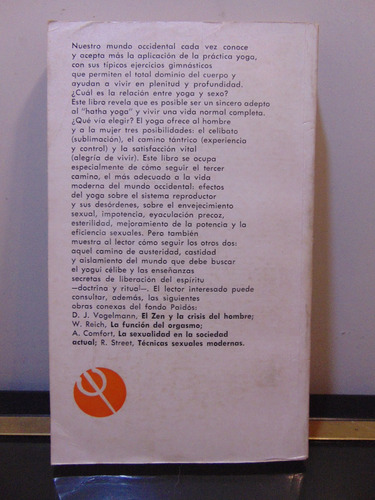 Nuestro mundo occidental cada vez conoce
y acepta más la aplicación de la práctica yoga,
con sus típicos ejercicios gimnásticos
que permiten el total dominio del cuerpo y
ayudan a vivir en plenitud y profundidad.
¿Cuál es la relación entre yoga y sexo?
Este libro revela que es posible ser un sincero adepto
al "hatha yoga" y vivir una vida normal completa.
¿Qué vía elegir? El yoga ofrece al hombre
y a la mujer tres posibilidades: el celibato
(sublimación), el camino tántrico (experiencia
y control) y la satisfacción vital
(alegría de vivir). Este libro se ocupa
especialmente de cómo seguir el tercer
camino, el más adecuado a la vida
moderna del mundo occidental: efectos
del yoga sobre el sistema reproductor
y sus desórdenes, sobre el envejecimiento
sexual, impotencia, eyaculación precoz,
esterilidad, mejoramiento de la potencia y la
eficiencia sexuales. Pero también
muestra al lector cómo seguir los otros dos:
aquel camino de austeridad, castidad
y aislamiento del mundo que debe buscar
el yogui célibe y las enseñanzas
secretas de liberación del espíritu
—doctrina y ritual—. El lector interesado puede
consultar, además, las siguientes
obras conexas del fondo Paidós:
D. J. Vogelmann, El Zen y la crisis del hombre;
W. Reich, La función del orgasmo;
A. Comfort, La sexualidad en la sociedad
actual; R. Street, Técnicas sexuales modernas.